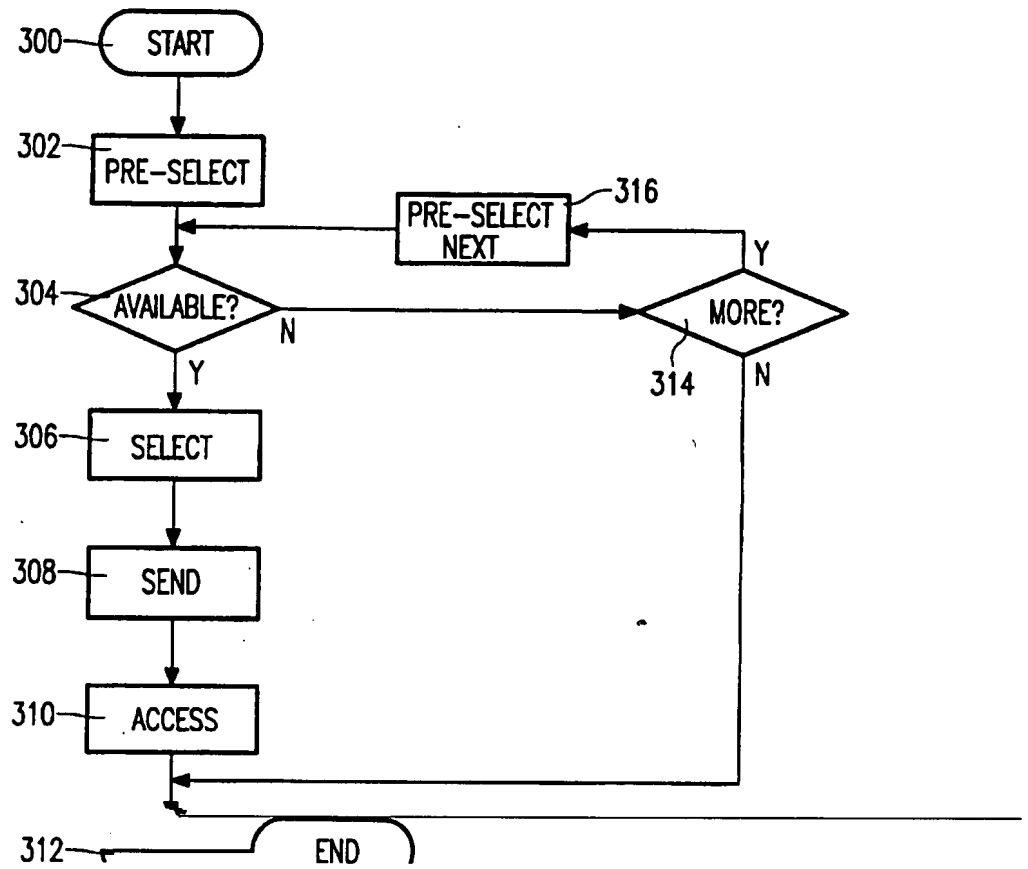 300
START
302
PRE-SELECT
316
PRE-SELECT
NEXT
Y
304
AVAILABLE?
N
MORE?
314
Y
N
306
SELECT
308
SEND
310
ACCESS
312
END